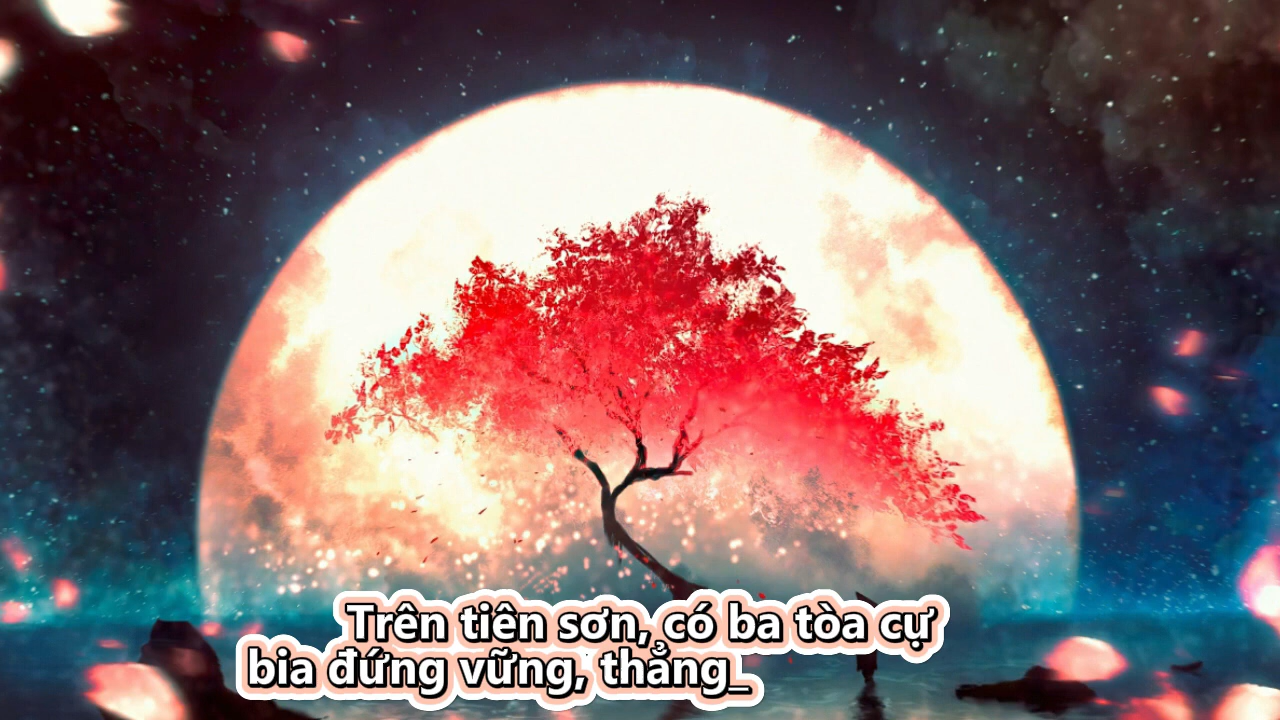 Trên tiên sơn, có ba tòa cự
bia đứng vững, thẳng_